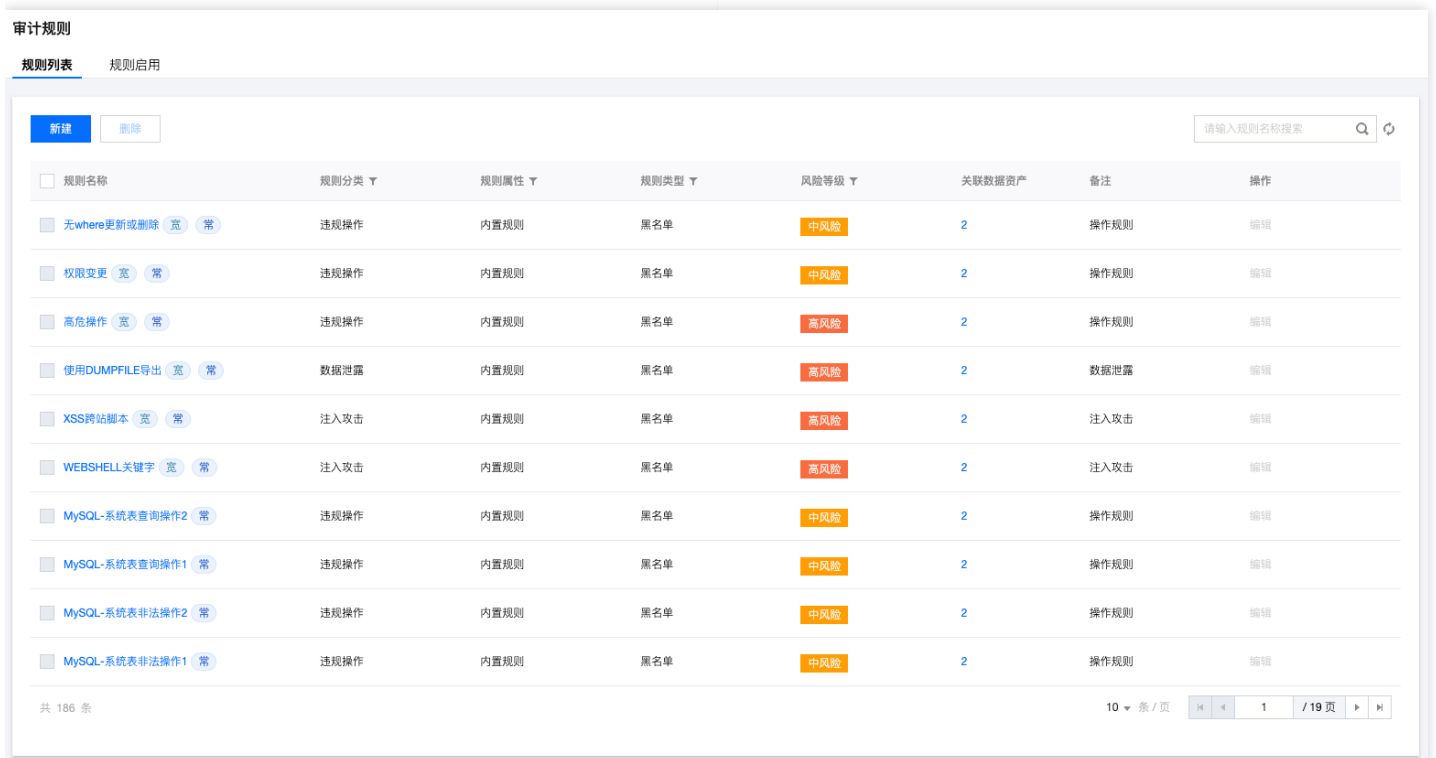 审计规则
规则列表 规则启用
新建 删除 请输入规则名称搜索
规则名称 规则分类 规则属性 规则类型 风险等级 关联数据资产 备注 操作
无where更新或删除 宽 常 违规操作 内置规则 黑名单 中风险 2 操作规则 编辑
权限变更 宽 常 违规操作 内置规则 黑名单 中风险 2 操作规则 编辑
高危操作 宽 常 违规操作 内置规则 黑名单 高风险 2 操作规则 编辑
使用DUMPFILE导出 宽 常 数据泄露 内置规则 黑名单 高风险 2 数据泄露 编辑
XSS跨站脚本 宽 常 注入攻击 内置规则 黑名单 高风险 2 注入攻击 编辑
WEBSHELL关键字 宽 常 注入攻击 内置规则 黑名单 高风险 2 注入攻击 编辑
MySQL-系统表查询操作2 常 违规操作 内置规则 黑名单 中风险 2 操作规则 编辑
MySQL-系统表查询操作1 常 违规操作 内置规则 黑名单 中风险 2 操作规则 编辑
MySQL-系统表非法操作2 常 违规操作 内置规则 黑名单 中风险 2 操作规则 编辑
MySQL-系统表非法操作1 常 违规操作 内置规则 黑名单 中风险 2 操作规则 编辑
共 186 条 10 条 / 页 1 / 19 页